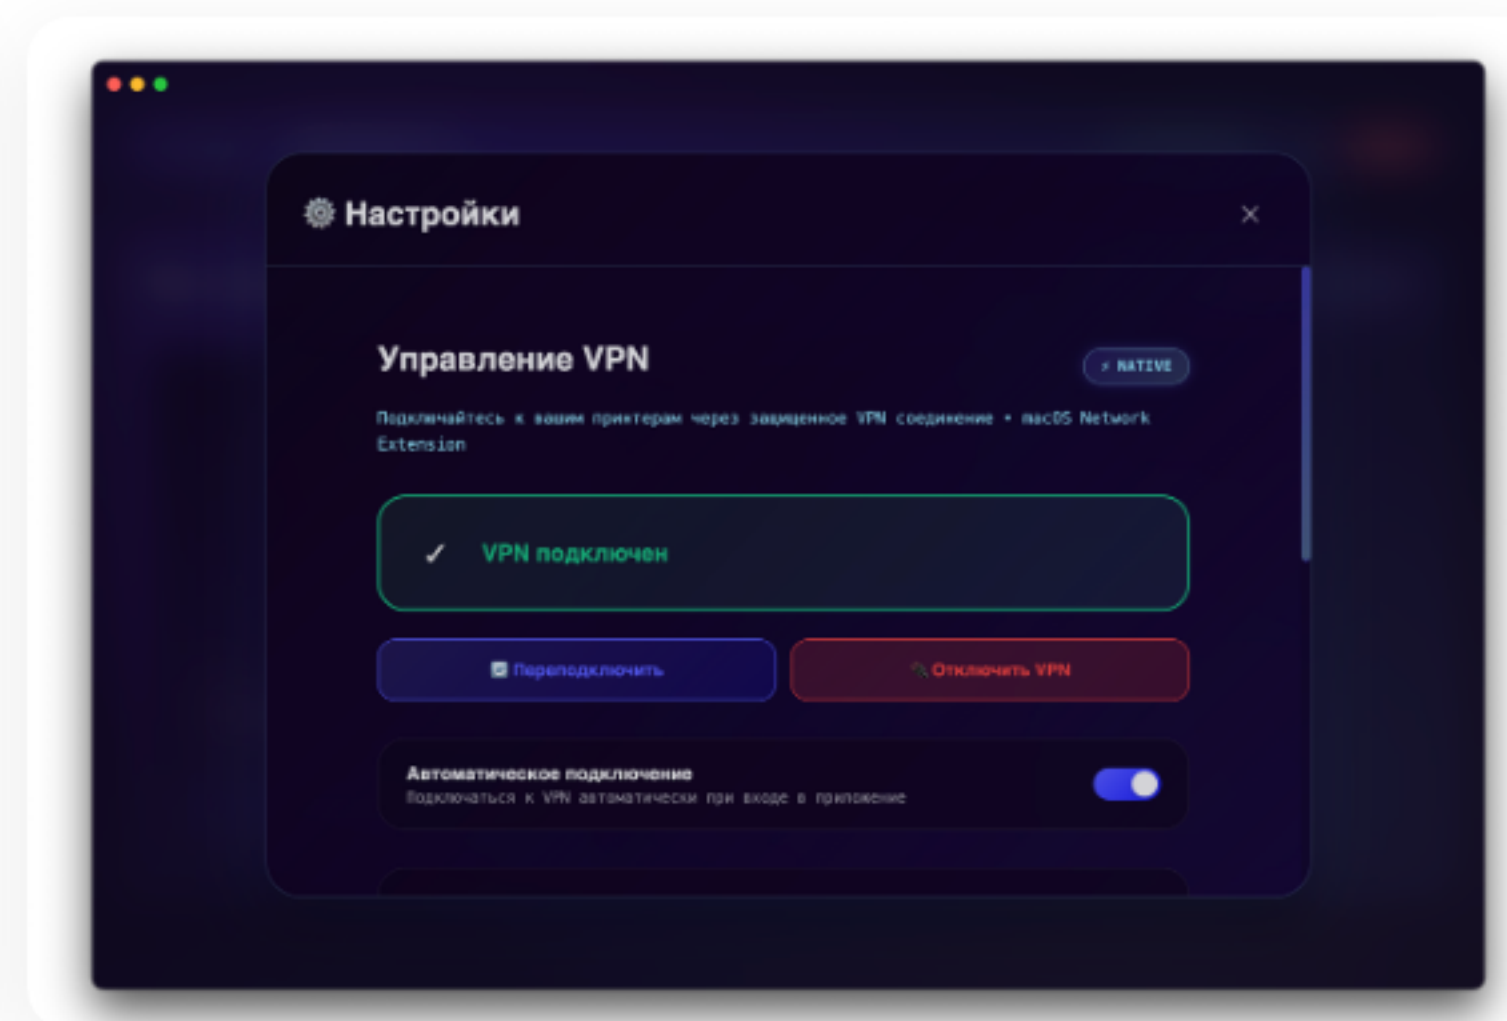 Настройки
Управление VPN
⚡ NATIVE
Подключайтесь к вашим принтерам через защищенное VPN соединение • macOS Network
Extension
✓ VPN подключен
Переподключить
Отключить VPN
Автоматическое подключение
Подключаться к VPN автоматически при входе в приложение